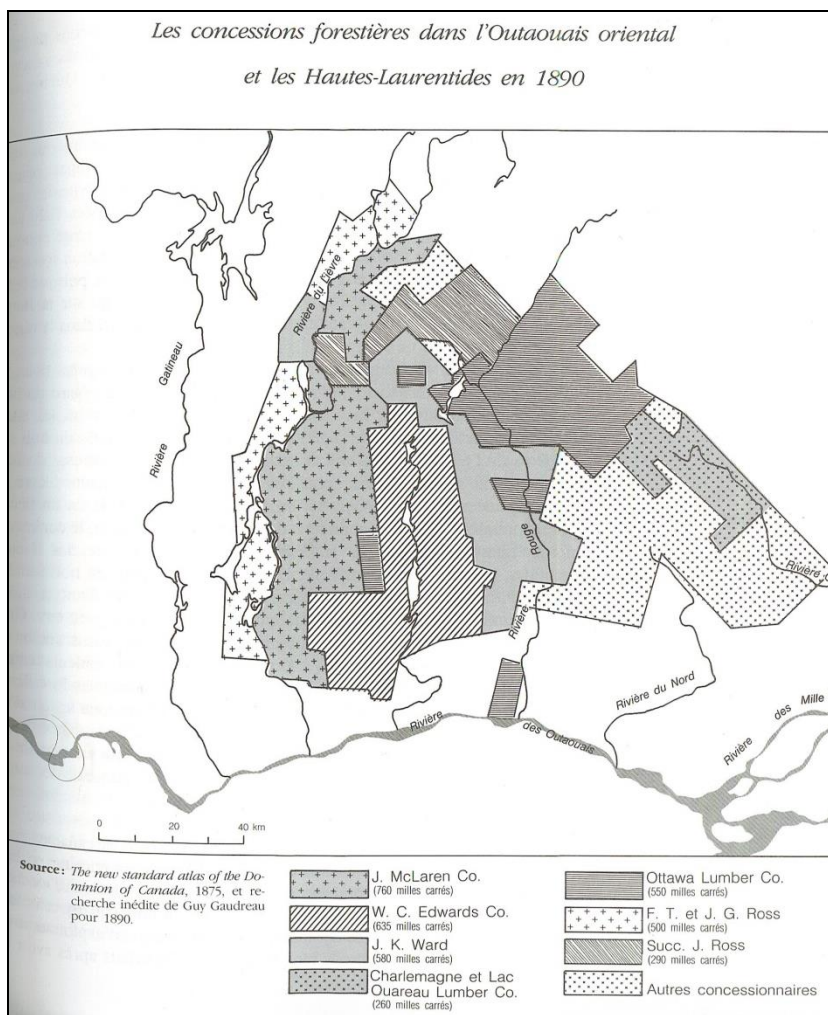 Les concessions forestières dans l'Outaouais oriental
et les Hautes-Laurentides en 1890
Rivière du Lièvre
Gatineau
Rivière
Rouge
Rivière
Rivière
Rivière du Nord
Rivière
des Outaouais
Rivière
des Mille
0 20 40 km
Source: The new standard atlas of the Do-
minion of Canada, 1875, et re-
cherche inédite de Guy Gaudreau
pour 1890.
J. McLaren Co.
(760 milles carrés)
W. C. Edwards Co.
(635 milles carrés)
J. K. Ward
(580 milles carrés)
Charlemagne et Lac
Ouareau Lumber Co.
(260 milles carrés)
Ottawa Lumber Co.
(550 milles carrés)
F. T. et J. G. Ross
(500 milles carrés)
Succ. J. Ross
(290 milles carrés)
Autres concessionnaires